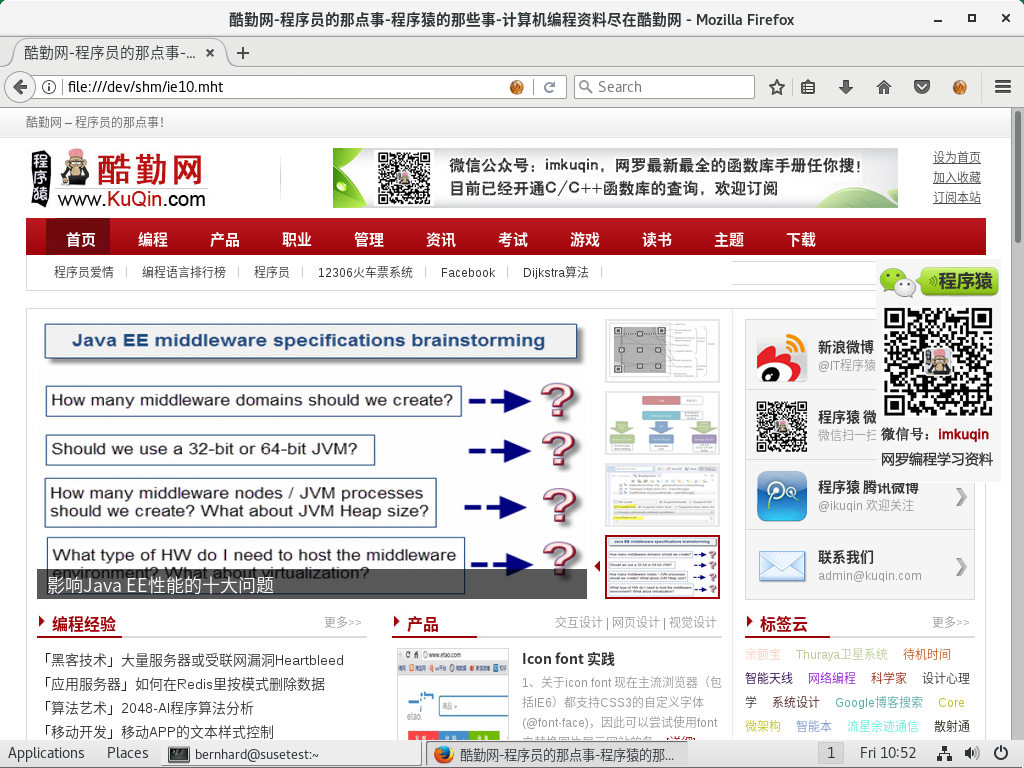 酷勤网-程序员的那点事-程序猿的那些事-计算机编程资料尽在酷勤网 - Mozilla Firefox
酷勤网-程序员的那点事-...
file:///dev/shm/ie10.mht
Search
酷勤网 – 程序员的那点事!
程序猿
酷勤网
www.KuQin.com
微信公众号：imkuqin，网罗最新最全的函数库手册任你搜!
目前已经开通C/C++函数库的查询，欢迎订阅
设为首页
加入收藏
订阅本站
首页 编程 产品 职业 管理 资讯 考试 游戏 读书 主题 下载
程序员爱情 编程语言排行榜 程序员 12306火车票系统 Facebook Dijkstra算法
程序猿
微信号: imkuqin
网罗编程学习资料
Java EE middleware specifications brainstorming
How many middleware domains should we create?
Should we use a 32-bit or 64-bit JVM?
How many middleware nodes / JVM processes
should we create? What about JVM Heap size?
What type of HW do I need to host the middleware
environment? What about virtualization?
影响Java EE性能的十大问题
新浪微博
@IT程序猿
程序猿 微
微信扫一扫
程序猿 腾讯微博
@ikuqin 欢迎关注
联系我们
admin@kuqin.com
编程经验 更多>>
「黑客技术」大量服务器或受联网漏洞Heartbleed
「应用服务器」如何在Redis里按模式删除数据
「算法艺术」2048-AI程序算法分析
「移动开发」移动APP的文本样式控制
产品 交互设计 | 网页设计 | 视觉设计
www.etao.com
etao
Icon font 实践
1、关于icon font 现在主流浏览器（包
括IE6）都支持CSS3的自定义字体
(@font-face)，因此可以尝试使用font
标签云 更多>>
余额宝 Thuraya卫星系统 待机时间
智能天线 网络编程 科学家 设计心理
学 系统设计 Google博客搜索 Core
微架构 智能本 流星余迹通信 散射通
Applications Places bernhard@susetest:~ 酷勤网-程序员的那点事-程序猿的那... 1 Fri 10:52